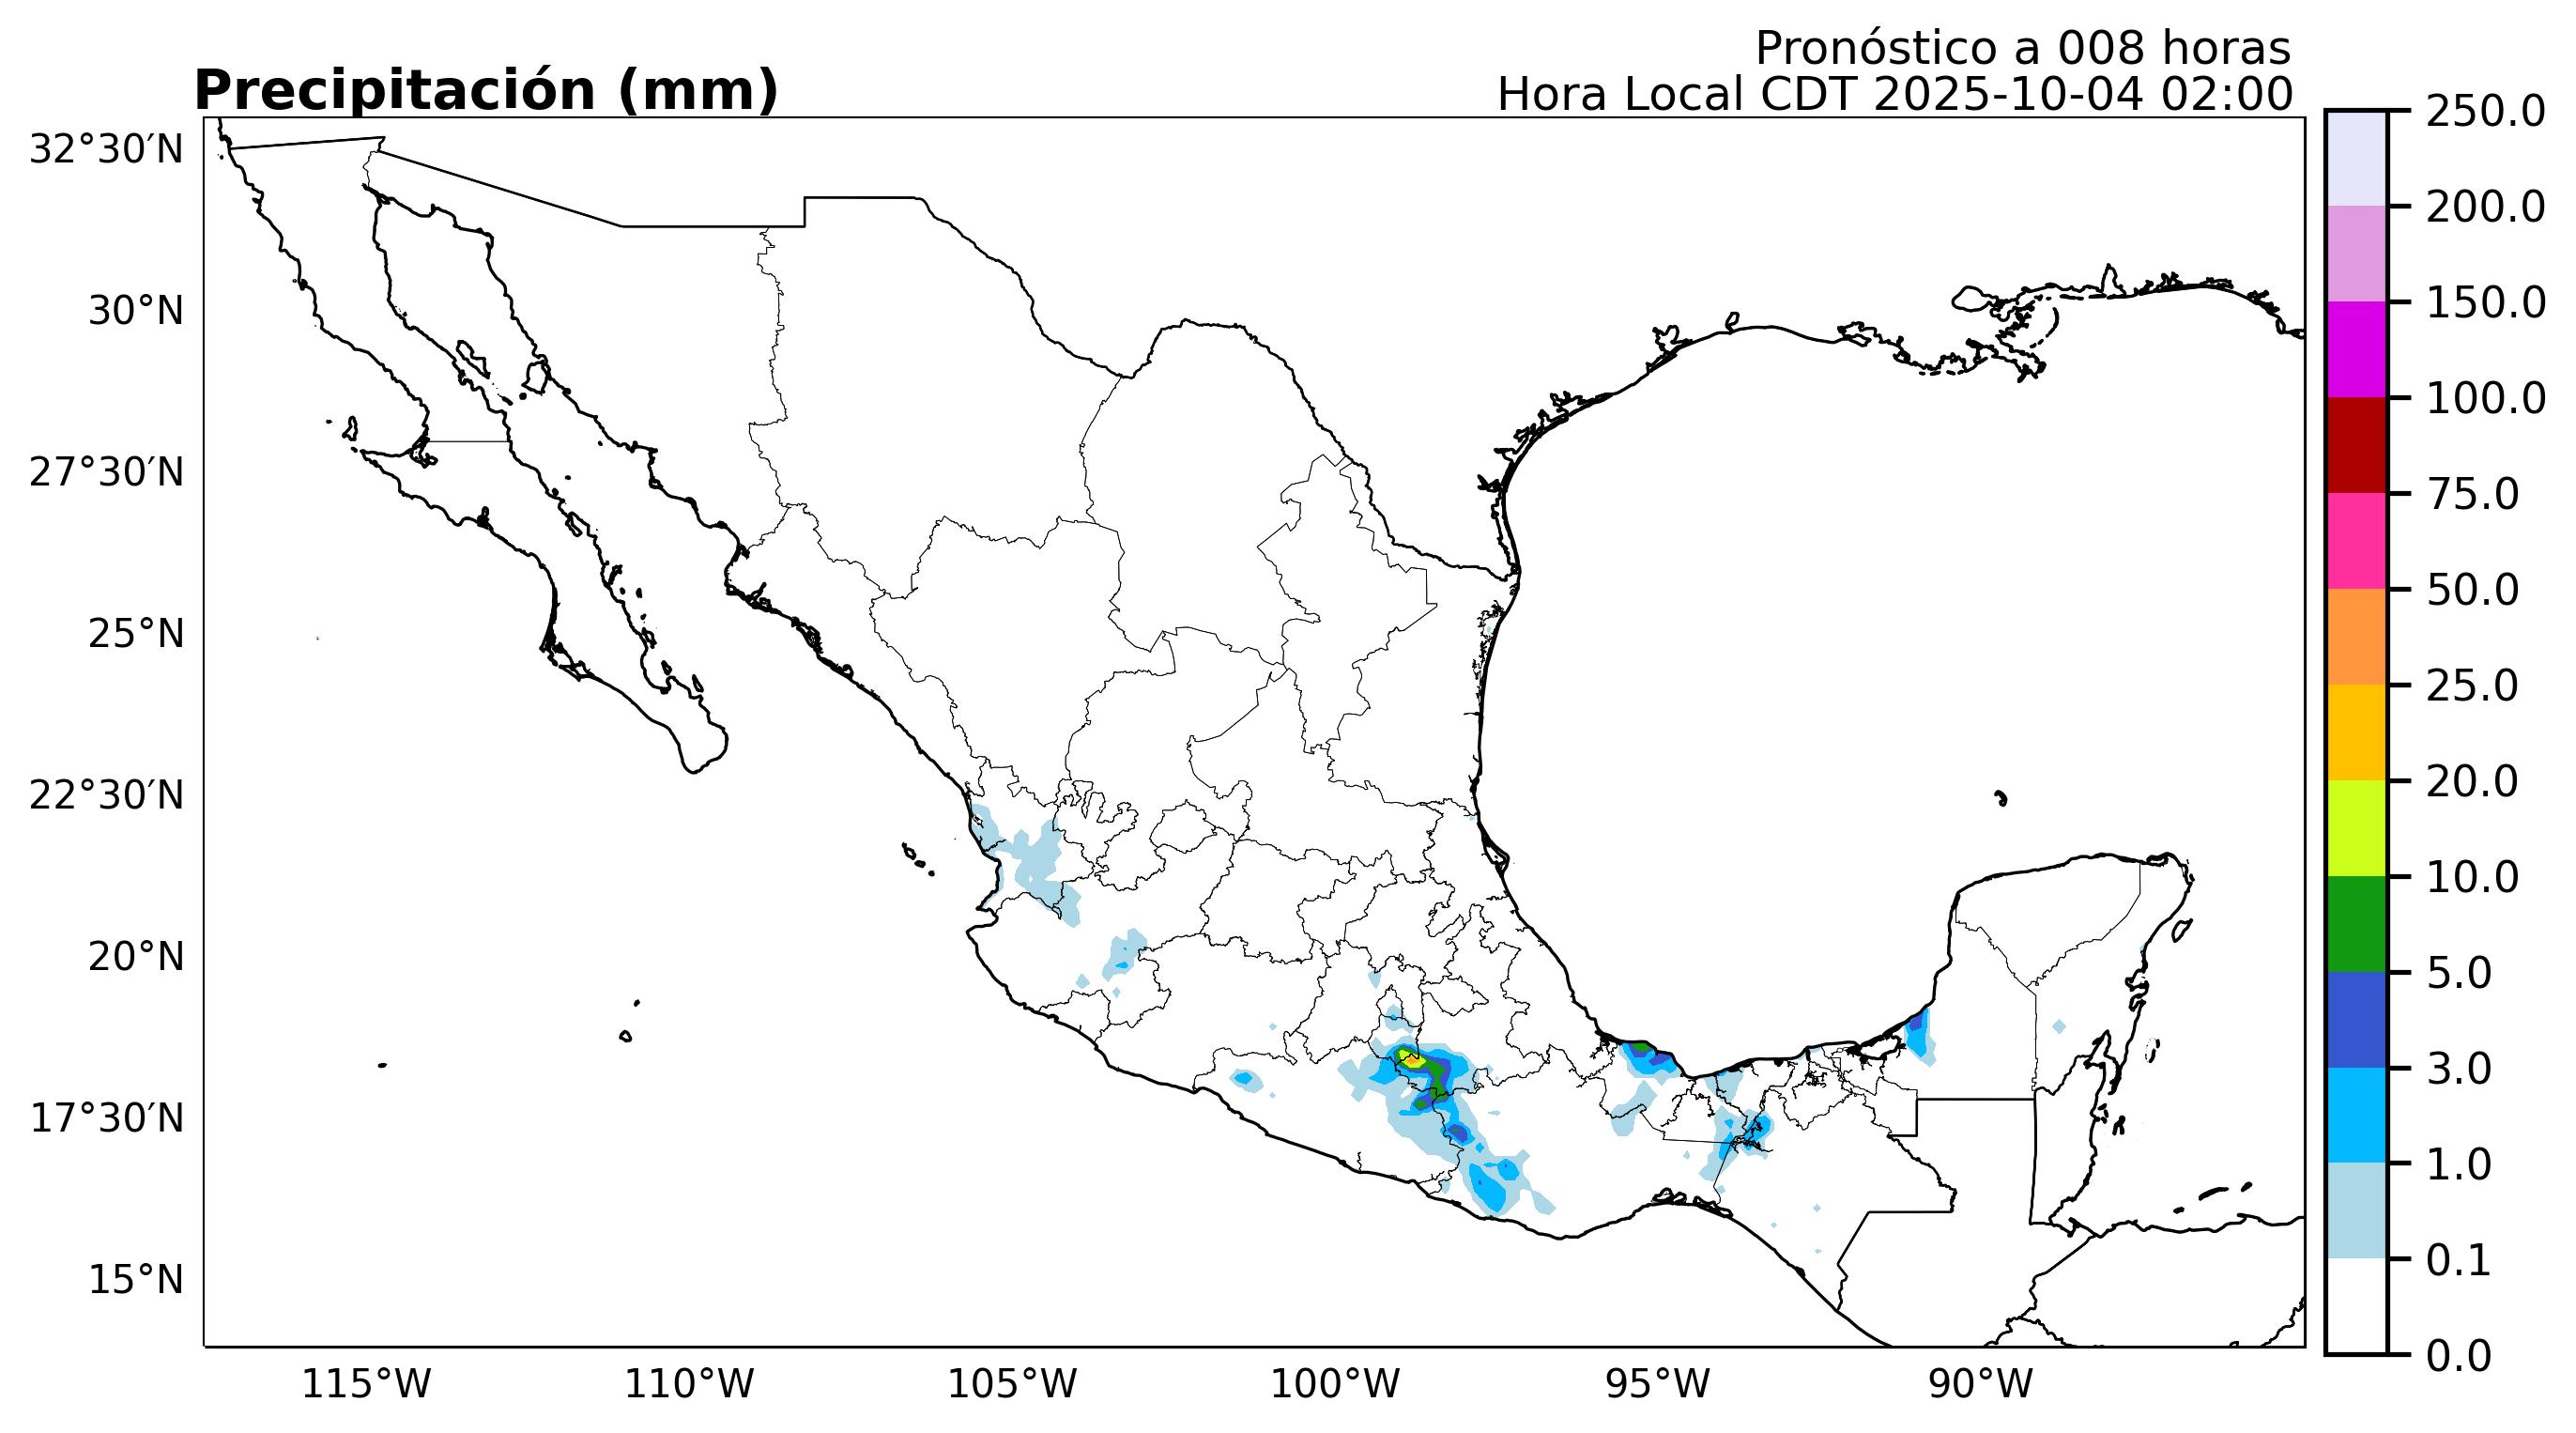 Pronóstico a 008 horas
Precipitación (mm)
Hora Local CDT 2025-10-04 02:00
32°30′N
30°N
27°30′N
25°N
22°30′N
20°N
17°30′N
15°N
115°W
110°W
105°W
100°W
95°W
90°W
250.0
200.0
150.0
100.0
75.0
50.0
25.0
20.0
10.0
5.0
3.0
1.0
0.1
0.0